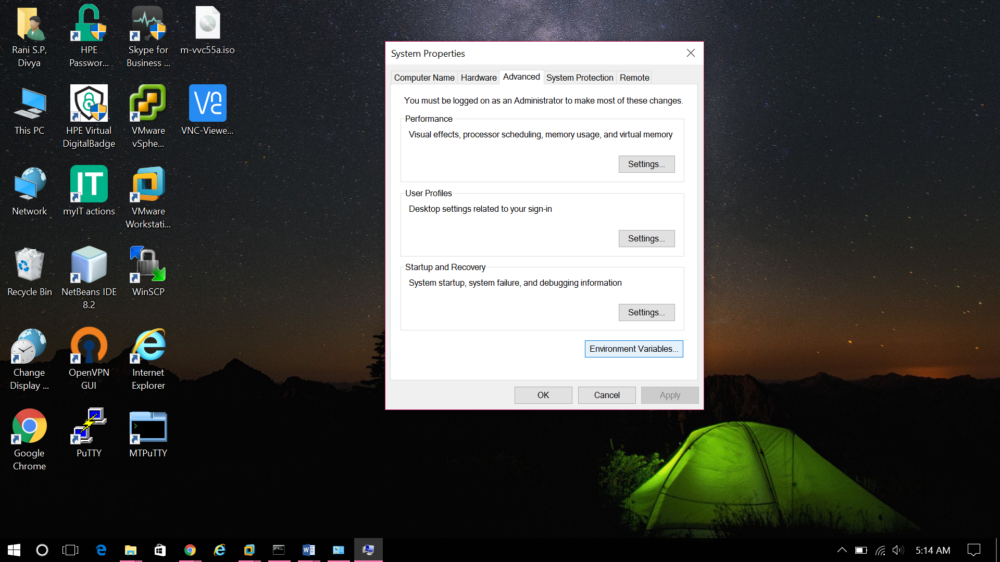 Rani S.P,
Divya
HPE
Passwor...
Skype for
Business ...
m-vvc55a.iso
This PC
HPE Virtual
DigitalBadge
VMware
vSphe...
VNC-Viewe...
Network
IT
myIT actions
VMware
Workstati...
Recycle Bin
NetBeans IDE
8.2
WinSCP
Change
Display ...
OpenVPN
GUI
Internet
Explorer
Google
Chrome
PuTTY
MTPuTTY
System Properties
Computer Name
Hardware
Advanced
System Protection
Remote
You must be logged on as an Administrator to make most of these changes.
Performance
Visual effects, processor scheduling, memory usage, and virtual memory
Settings...
User Profiles
Desktop settings related to your sign-in
Settings...
Startup and Recovery
System startup, system failure, and debugging information
Settings...
Environment Variables...
OK
Cancel
Apply
5:14 AM